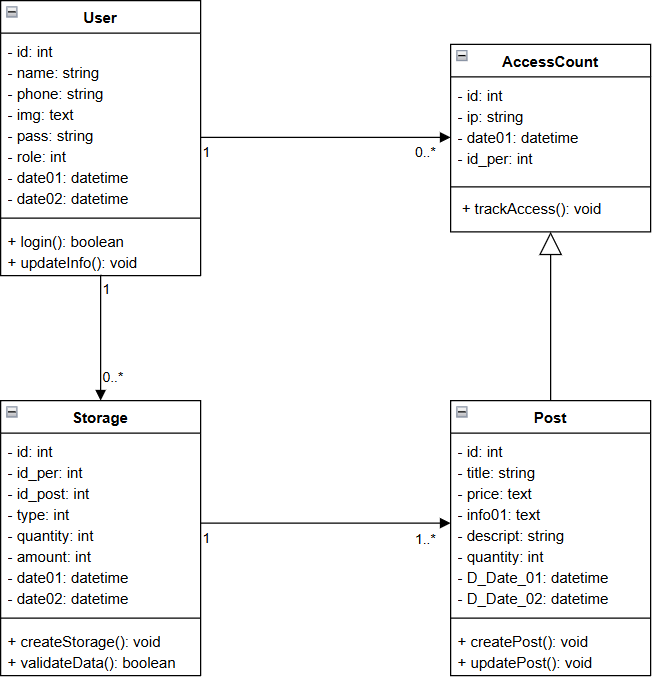 User
- id: int
- name: string
- phone: string
- img: text
- pass: string
- role: int
- date01: datetime
- date02: datetime
+ login(): boolean
+ updateInfo(): void
AccessCount
- id: int
- ip: string
- date01: datetime
- id_per: int
+ trackAccess(): void
1
0..*
1
0..*
Storage
- id: int
- id_per: int
- id_post: int
- type: int
- quantity: int
- amount: int
- date01: datetime
- date02: datetime
+ createStorage(): void
+ validateData(): boolean
1
1..*
Post
- id: int
- title: string
- price: text
- info01: text
- descript: string
- quantity: int
- D_Date_01: datetime
- D_Date_02: datetime
+ createPost(): void
+ updatePost(): void